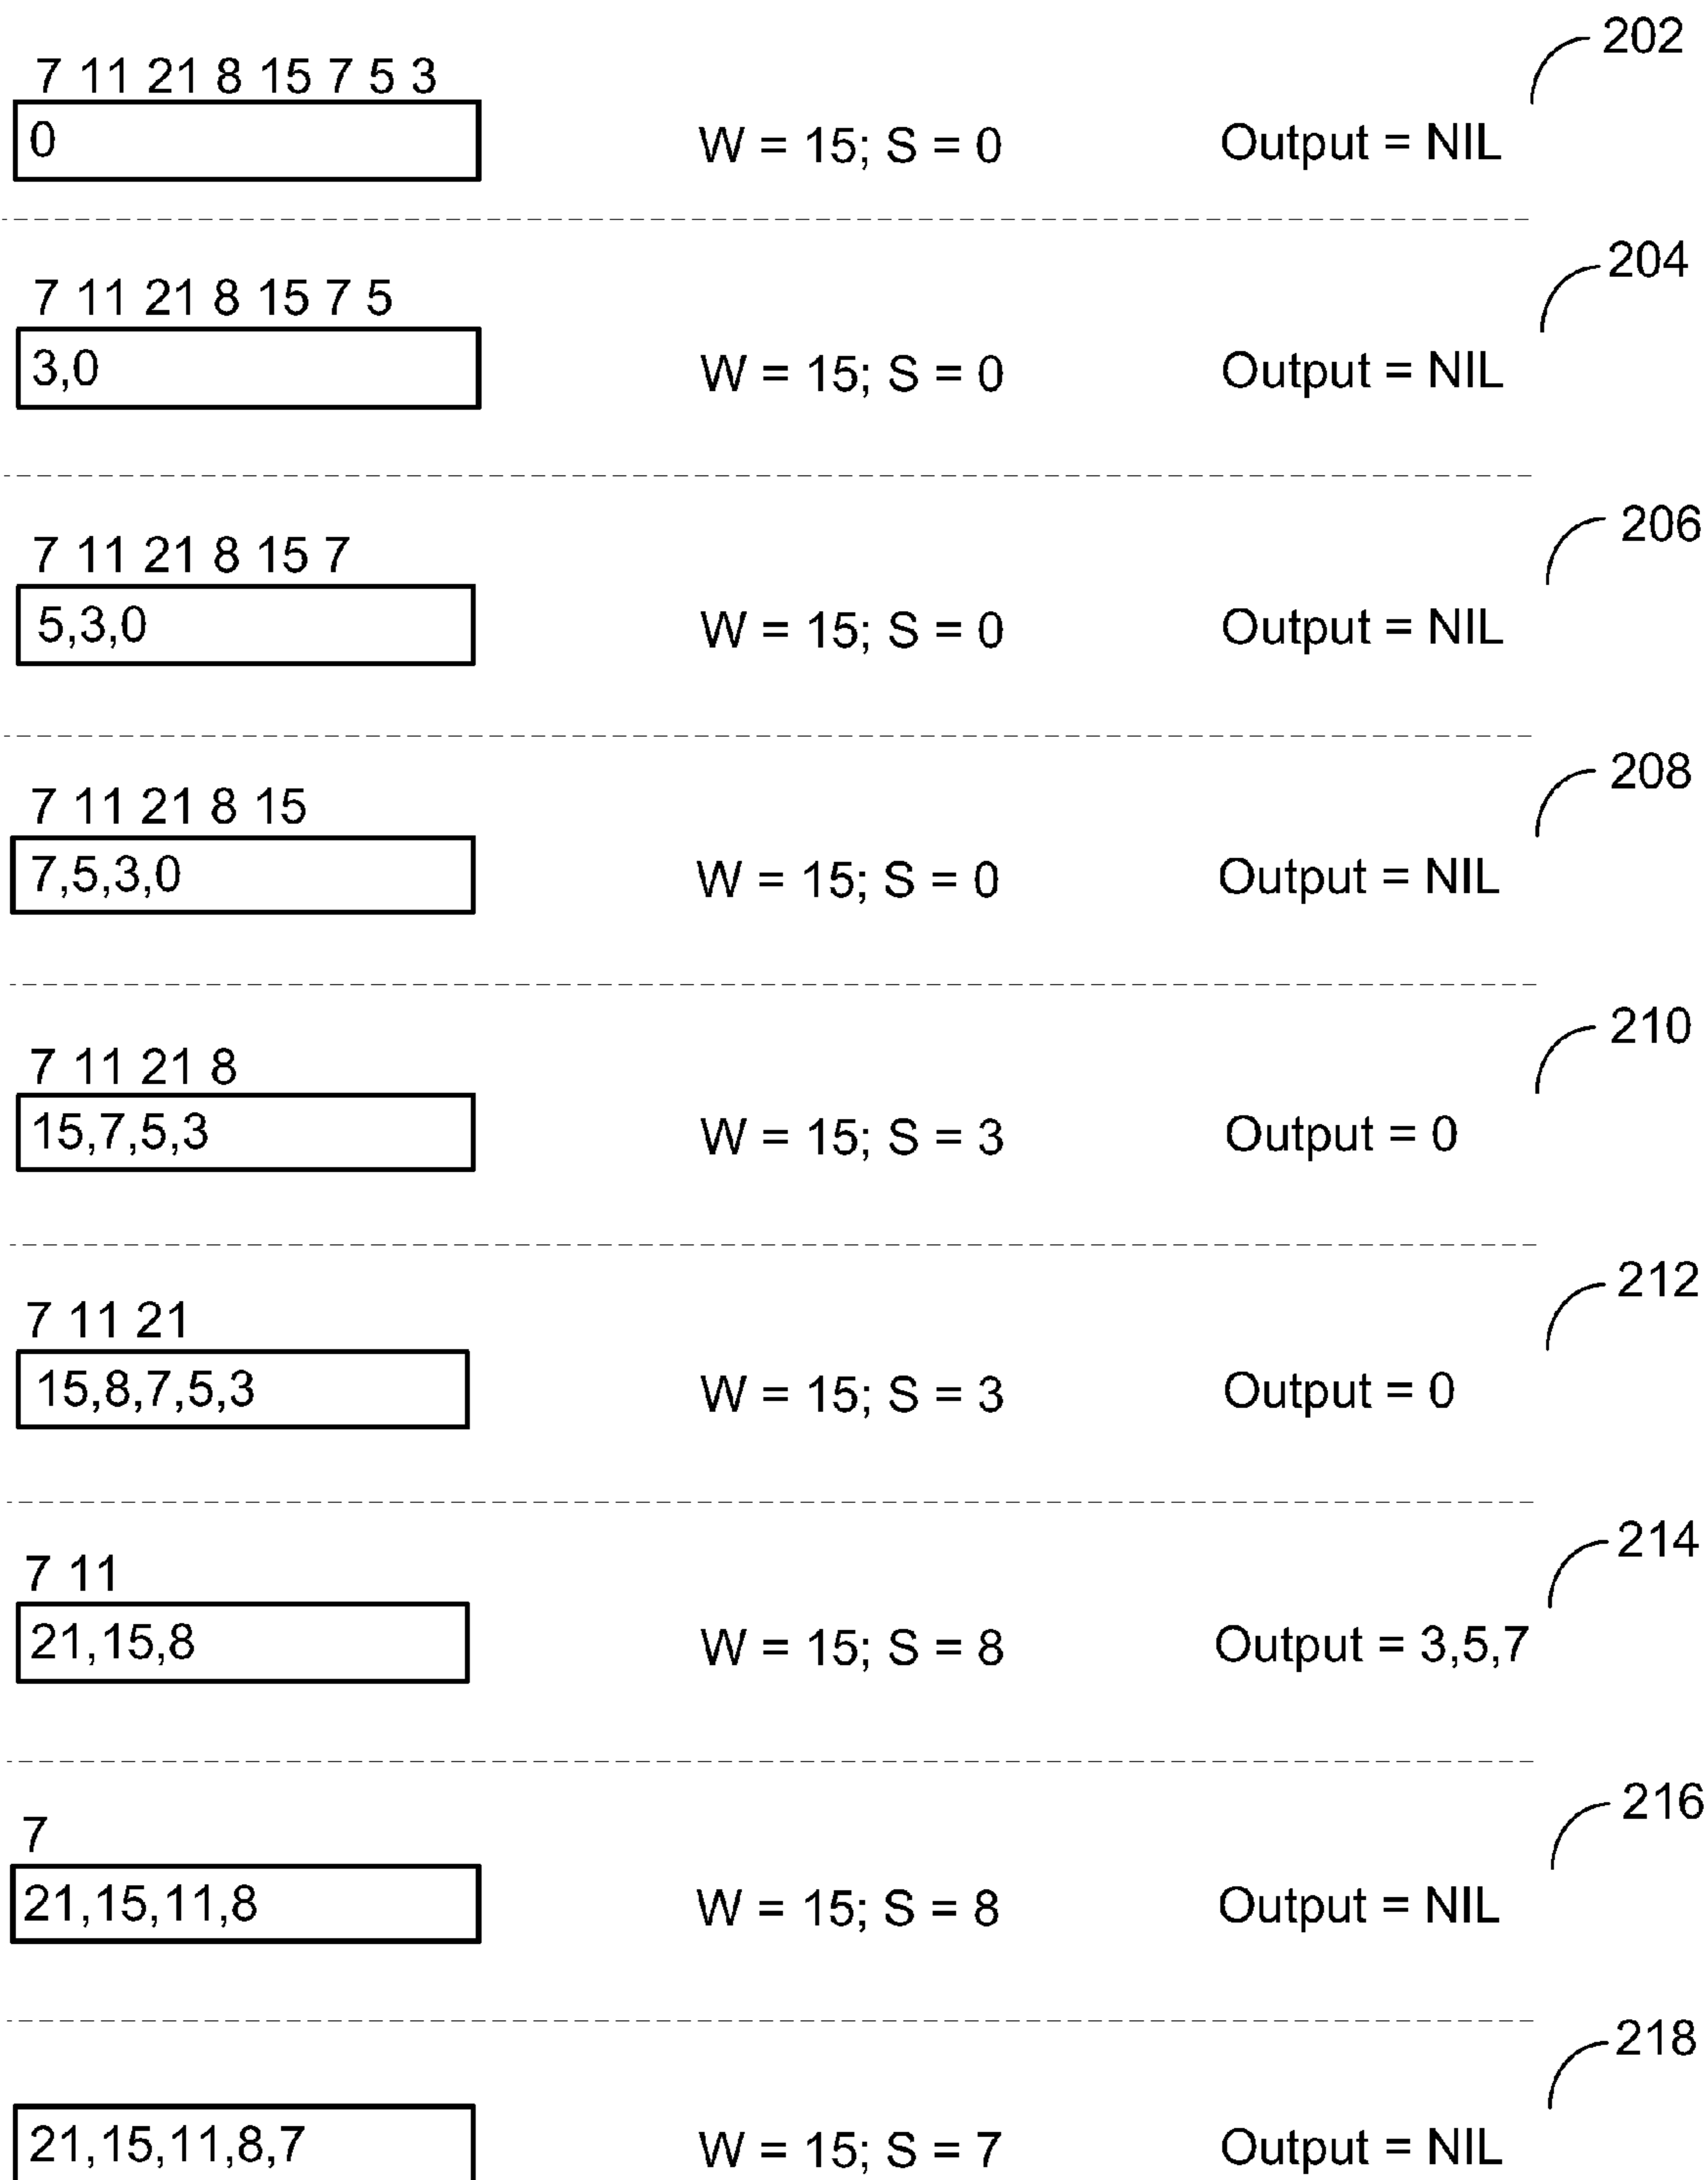 202
7 11 21 8 15 7 5 3
0 W = 15; S = 0 Output = NIL
204
7 11 21 8 15 7 5
3,0 W = 15; S = 0 Output = NIL
206
7 11 21 8 15 7
5,3,0 W = 15; S = 0 Output = NIL
208
7 11 21 8 15
7,5,3,0 W = 15; S = 0 Output = NIL
210
7 11 21 8
15,7,5,3 W = 15; S = 3 Output = 0
212
7 11 21
15,8,7,5,3 W = 15; S = 3 Output = 0
214
7 11
21,15,8 W = 15; S = 8 Output = 3,5,7
216
7
21,15,11,8 W = 15; S = 8 Output = NIL
218
21,15,11,8,7 W = 15; S = 7 Output = NIL